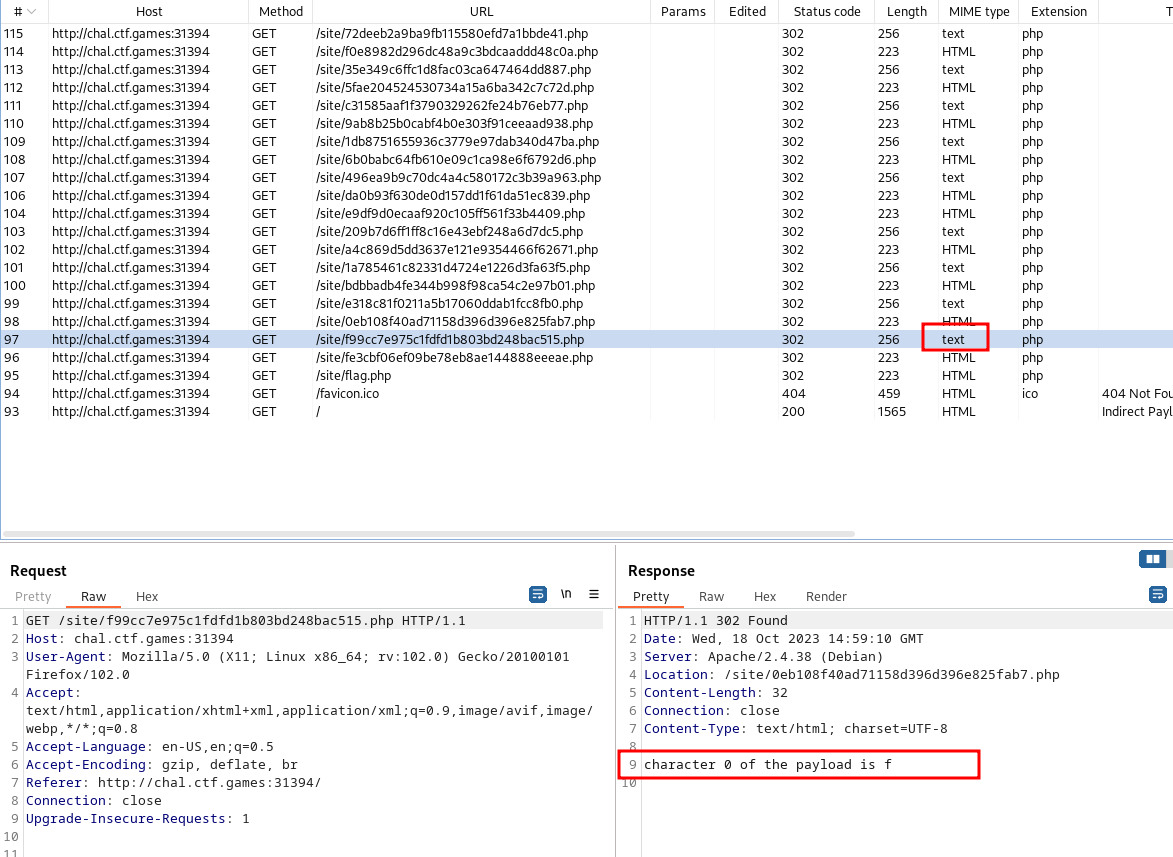 # Host Method URL Params Edited Status code Length MIME type Extension T
115 http://chal.ctf.games:31394 GET /site/72deeb2a9ba9fb115580efd7a1bbde41.php 302 256 text php
114 http://chal.ctf.games:31394 GET /site/f0e8982d296dc48a9c3bdcaaddd48c0a.php 302 223 HTML php
113 http://chal.ctf.games:31394 GET /site/35e349c6ffc1d8fac03ca647464dd887.php 302 256 text php
112 http://chal.ctf.games:31394 GET /site/5fae204524530734a15a6ba342c7c72d.php 302 223 HTML php
111 http://chal.ctf.games:31394 GET /site/c31585aaf1f3790329262fe24b76eb77.php 302 256 text php
110 http://chal.ctf.games:31394 GET /site/9ab8b25b0cabf4b0e303f91ceeaad938.php 302 223 HTML php
109 http://chal.ctf.games:31394 GET /site/1db8751655936c3779e97dab340d47ba.php 302 256 text php
108 http://chal.ctf.games:31394 GET /site/6b0babc64fb610e09c1ca98e6f6792d6.php 302 223 HTML php
107 http://chal.ctf.games:31394 GET /site/496ea9b9c70dc4a4c580172c3b39a963.php 302 256 text php
106 http://chal.ctf.games:31394 GET /site/da0b93f630de0d157dd1f61da51ec839.php 302 223 HTML php
104 http://chal.ctf.games:31394 GET /site/e9df9d0ecaaf920c105ff561f33b4409.php 302 223 HTML php
103 http://chal.ctf.games:31394 GET /site/209b7d6ff1ff8c16e43ebf248a6d7dc5.php 302 256 text php
102 http://chal.ctf.games:31394 GET /site/a4c869d5dd3637e121e9354466f62671.php 302 223 HTML php
101 http://chal.ctf.games:31394 GET /site/1a785461c82331d4724e1226d3fa63f5.php 302 256 text php
100 http://chal.ctf.games:31394 GET /site/bdbbadb4fe344b998f98ca54c2e97b01.php 302 223 HTML php
99 http://chal.ctf.games:31394 GET /site/e318c81f0211a5b17060ddab1fcc8fb0.php 302 256 text php
98 http://chal.ctf.games:31394 GET /site/0eb108f40ad71158d396d396e825fab7.php 302 223 HTML php
97 http://chal.ctf.games:31394 GET /site/f99cc7e975c1fdfd1b803bd248bac515.php 302 256 text php
96 http://chal.ctf.games:31394 GET /site/fe3cbf06ef09be78eb8ae144888eeeae.php 302 223 HTML php
95 http://chal.ctf.games:31394 GET /site/flag.php 302 223 HTML php
94 http://chal.ctf.games:31394 GET /favicon.ico 404 459 HTML ico 404 Not Fou
93 http://chal.ctf.games:31394 GET / 200 1565 HTML Indirect Payl
Request
Pretty Raw Hex \n
1 GET /site/f99cc7e975c1fdfd1b803bd248bac515.php HTTP/1.1
2 Host: chal.ctf.games:31394
3 User-Agent: Mozilla/5.0 (X11; Linux x86_64; rv:102.0) Gecko/20100101
Firefox/102.0
4 Accept:
text/html,application/xhtml+xml,application/xml;q=0.9,image/avif,image/
webp,*/*;q=0.8
5 Accept-Language: en-US,en;q=0.5
6 Accept-Encoding: gzip, deflate, br
7 Referer: http://chal.ctf.games:31394/
8 Connection: close
9 Upgrade-Insecure-Requests: 1
10
11
Response
Pretty Raw Hex Render
1 HTTP/1.1 302 Found
2 Date: Wed, 18 Oct 2023 14:59:10 GMT
3 Server: Apache/2.4.38 (Debian)
4 Location: /site/0eb108f40ad71158d396d396e825fab7.php
5 Content-Length: 32
6 Connection: close
7 Content-Type: text/html; charset=UTF-8
8
9 character 0 of the payload is f
10